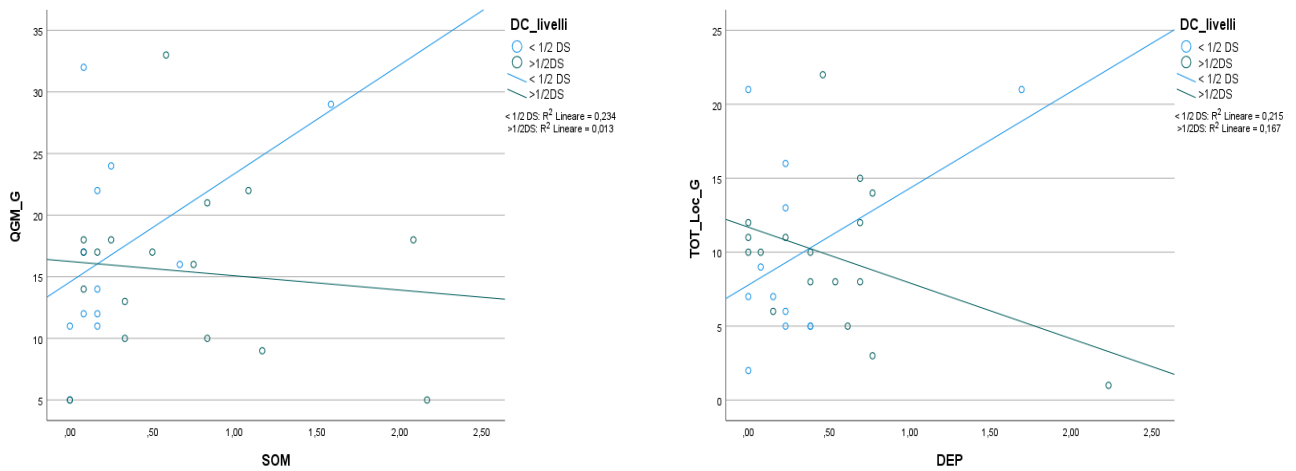 DC_livelli
< 1/2 DS
>1/2DS
< 1/2 DS
>1/2DS
< 1/2 DS: R² Lineare = 0,234
>1/2DS: R² Lineare = 0,013
35
30
25
20
15
10
5
QGM_G
,00 ,50 1,00 1,50 2,00 2,50
SOM
DC_livelli
< 1/2 DS
>1/2DS
< 1/2 DS
>1/2DS
< 1/2 DS: R² Lineare = 0,215
>1/2DS: R² Lineare = 0,167
25
20
15
10
5
0
TOT_Loc_G
,00 ,50 1,00 1,50 2,00 2,50
DEP